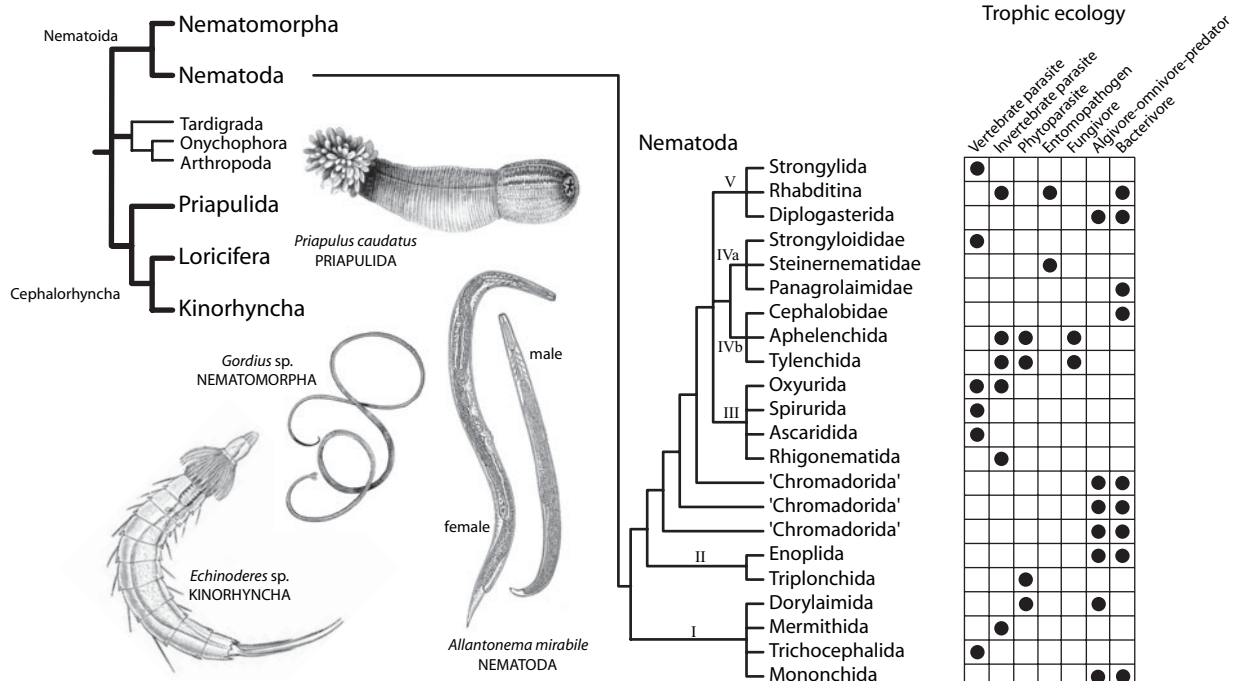 Trophic ecology
Nematomorpha
Nematoida
Nematoda
Tardigrada
Onychophora
Arthropoda
Priapulida
Loricifera
Cephalorhyncha
Kinorhyncha
Priapulus caudatus
PRIAPULIDA
Gordius sp.
NEMATOMORPHA
male
female
Echinoderes sp.
KINORHYNCHA
Allantonema mirabile
NEMATODA
Vertebrate parasite
Invertebrate parasite
Phytoparasite
Entomopathogen
Fungivore
Algivore-omnivore-predator
Bacterivore
Nematoda
V
Strongylida
Rhabditina
Diplogasterida
IVa
Strongyloididae
Steinernematidae
Panagrolaimidae
IVb
Cephalobidae
Aphelenchida
Tylenchida
III
Oxyurida
Spirurida
Ascaridida
Rhigonematida
'Chromadorida'
'Chromadorida'
'Chromadorida'
II
Enoplida
Triplonchida
I
Dorylaimida
Mermithida
Trichocephalida
Mononchida